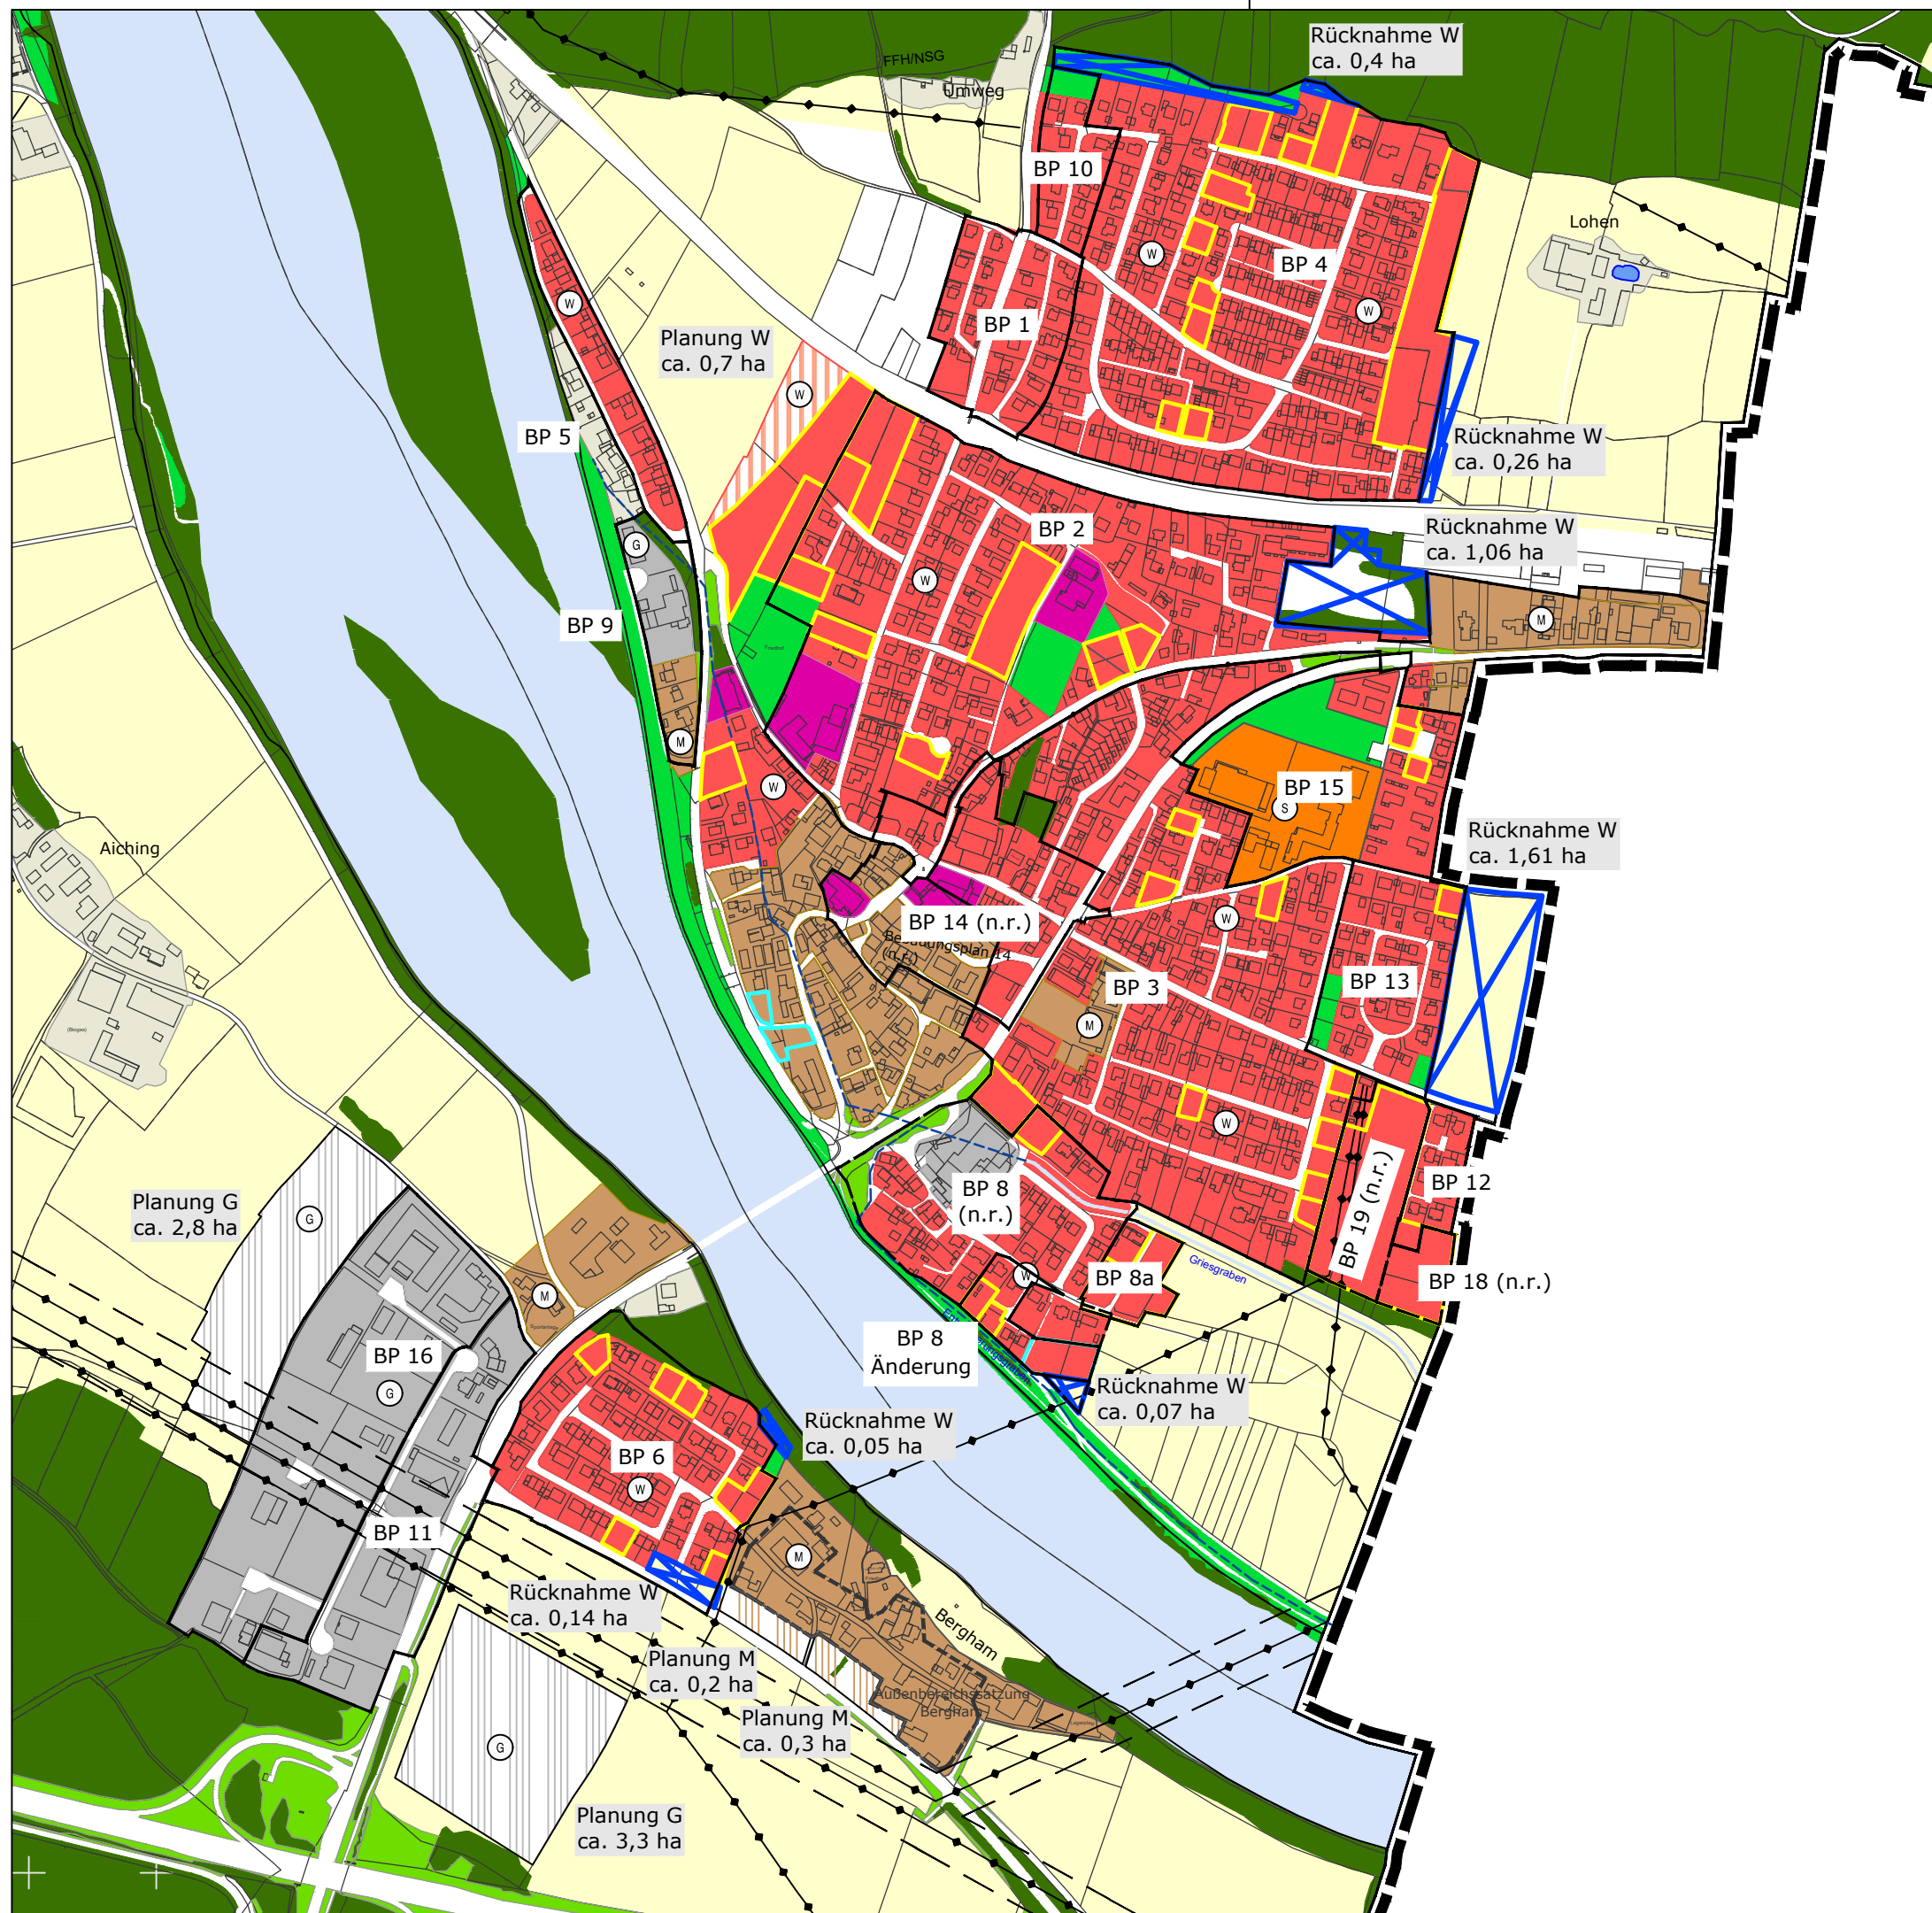 Rücknahme W
ca. 0,4 ha
FFH/NSG
Umweg
BP 10
Lohen
W
BP 4
W
W
BP 1
Planung W
ca. 0,7 ha
W
BP 5
Rücknahme W
ca. 0,26 ha
Rücknahme W
ca. 1,06 ha
BP 2
G
W
BP 9
M
Friedhof
M
W
BP 15
S
Rücknahme W
ca. 1,61 ha
Aiching
W
BP 14 (n.r.)
Bebauungsplan 14
(n.r.)
BP 13
BP 3
M
(Biogas)
W
BP 19 (n.r.)
BP 12
Planung G
ca. 2,8 ha
G
BP 8
(n.r.)
W
BP 8a
Griesgraben
BP 18 (n.r.)
M
BP 8
Änderung
BP 16
G
Rücknahme W
ca. 0,07 ha
Rücknahme W
ca. 0,05 ha
BP 6
W
BP 11
M
Rücknahme W
ca. 0,14 ha
Bergham
Planung M
ca. 0,2 ha
Außenbereichssatzung
Bergham
Planung M
ca. 0,3 ha
G
Planung G
ca. 3,3 ha